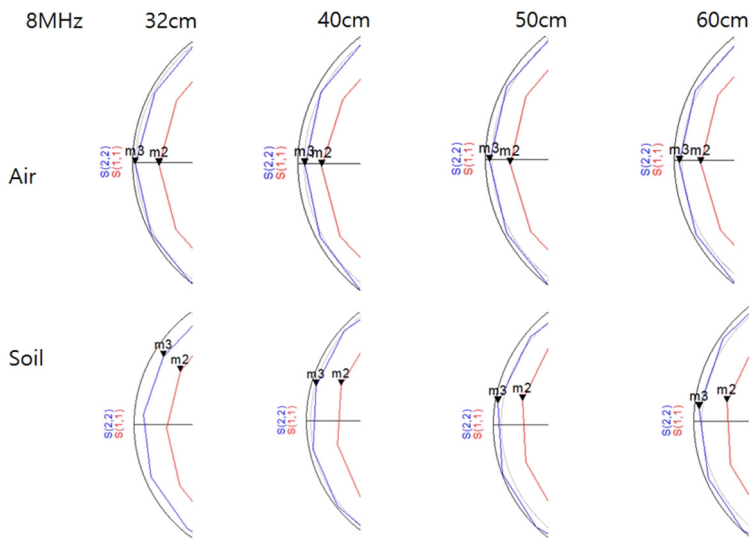 8MHz 32cm 40cm 50cm 60cm
Air
S(2,2)
S(1,1)
m3 m2
S(2,2)
S(1,1)
m3 m2
S(2,2)
S(1,1)
m3 m2
S(2,2)
S(1,1)
m3 m2
Soil
S(2,2)
S(1,1)
m3
m2
S(2,2)
S(1,1)
m3 m2
S(2,2)
S(1,1)
m3 m2
S(2,2)
S(1,1)
m3 m2